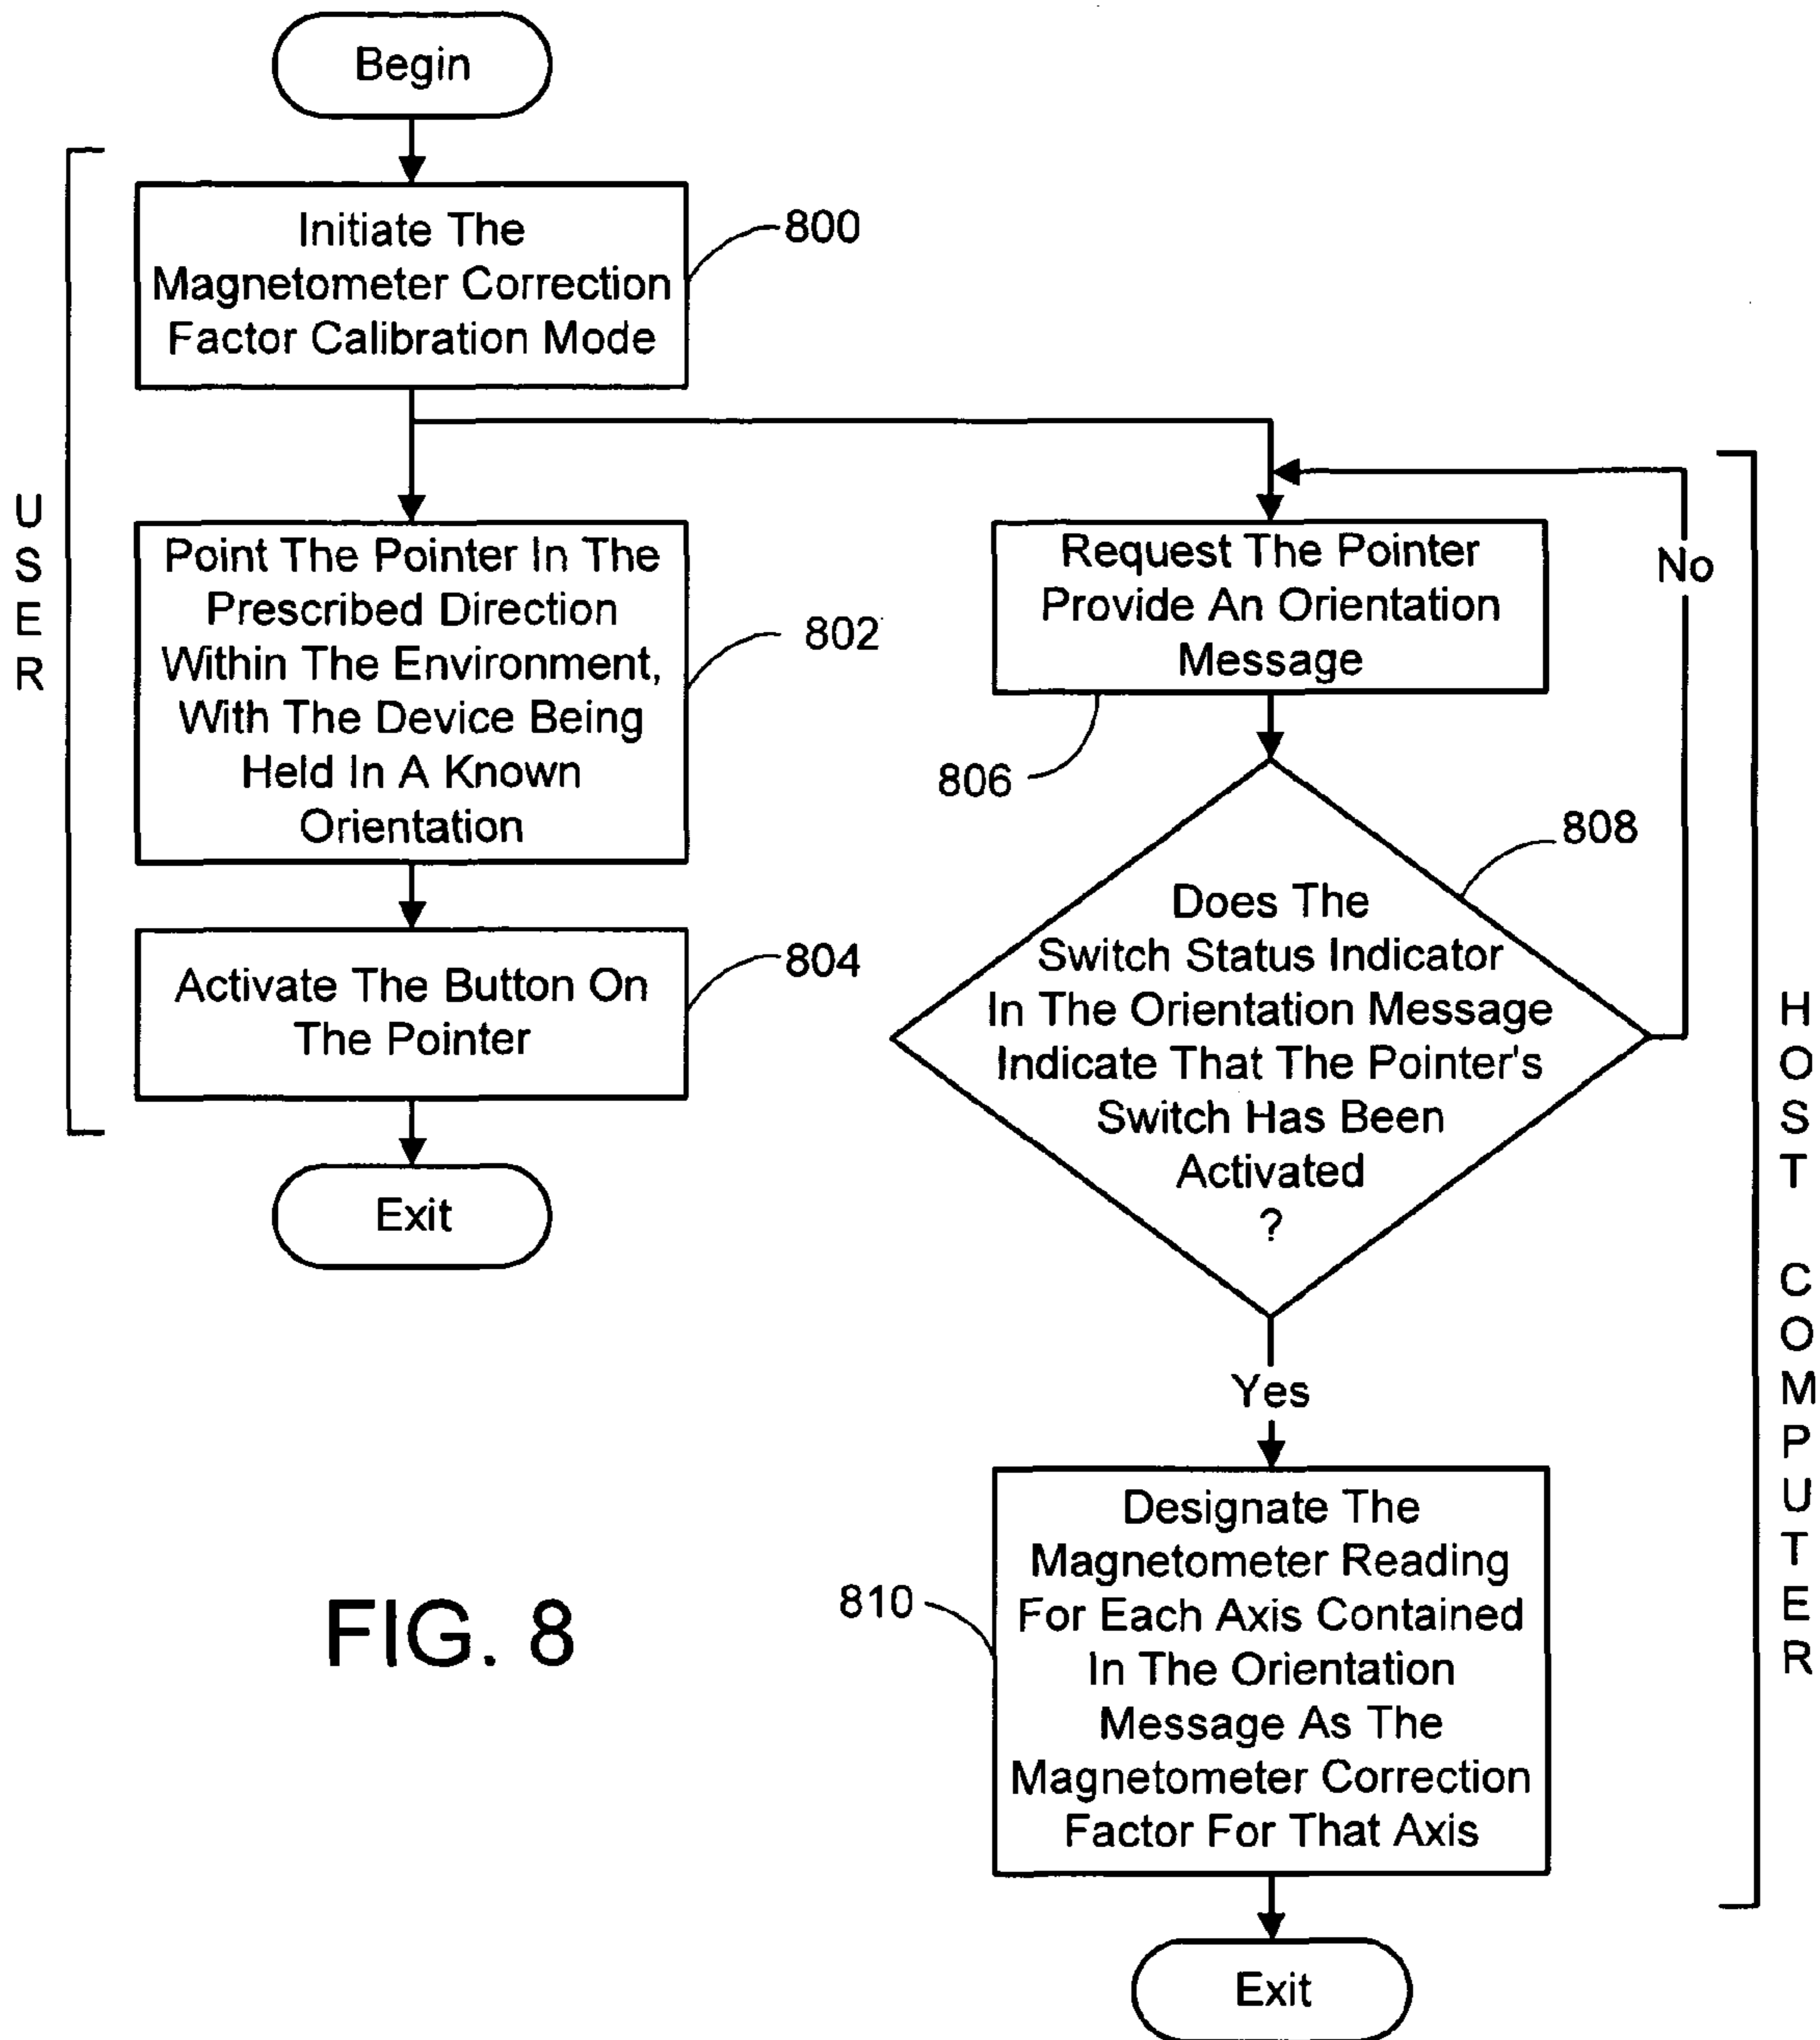 Begin
USER
Initiate The
Magnetometer Correction
Factor Calibration Mode
800
Point The Pointer In The
Prescribed Direction
Within The Environment,
With The Device Being
Held In A Known
Orientation
802
Activate The Button On
The Pointer
804
Exit
Request The Pointer
Provide An Orientation
Message
806
No
Does The
Switch Status Indicator
In The Orientation Message
Indicate That The Pointer's
Switch Has Been
Activated
?
808
Yes
Designate The
Magnetometer Reading
For Each Axis Contained
In The Orientation
Message As The
Magnetometer Correction
Factor For That Axis
810
Exit
HOST COMPUTER
FIG. 8